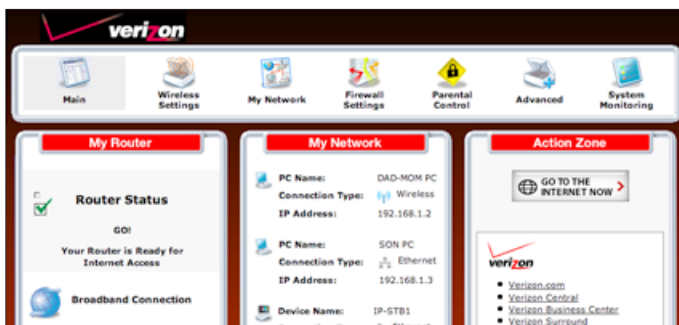 verizon
Main
Wireless Settings
My Network
Firewall Settings
Parental Control
Advanced
System Monitoring
My Router
Router Status
GO!
Your Router is Ready for
Internet Access
Broadband Connection
My Network
PC Name: DAD-MOM PC
Connection Type: Wireless
IP Address: 192.168.1.2
PC Name: SON PC
Connection Type: Ethernet
IP Address: 192.168.1.3
Device Name: IP-STB1
Action Zone
GO TO THE
INTERNET NOW
verizon
Verizon.com
Verizon Central
Verizon Business Center
Verizon Surround